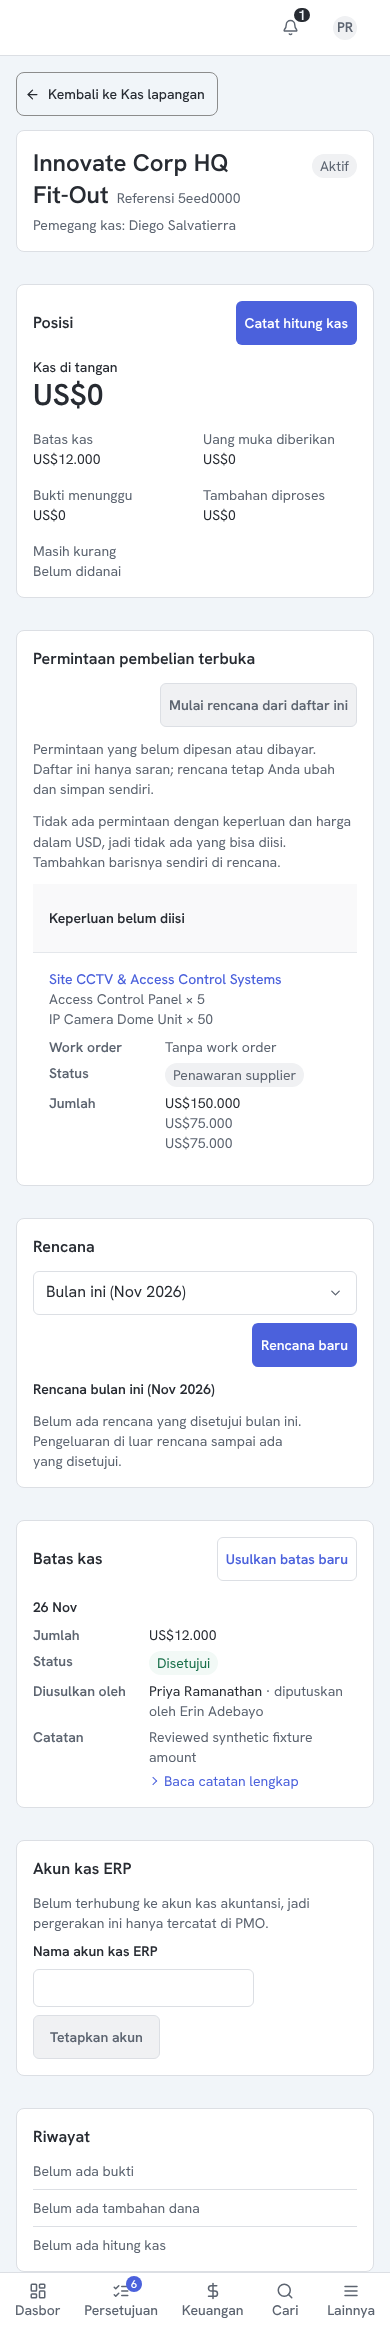 1
PR
Kembali ke Kas lapangan
Innovate Corp HQ
Fit-Out Referensi 5eed0000
Aktif
Pemegang kas: Diego Salvatierra
Posisi
Catat hitung kas
Kas di tangan
US$0
Batas kas
Uang muka diberikan
US$12.000
US$0
Bukti menunggu
Tambahan diproses
US$0
US$0
Masih kurang
Belum didanai
Permintaan pembelian terbuka
Mulai rencana dari daftar ini
Permintaan yang belum dipesan atau dibayar.
Daftar ini hanya saran; rencana tetap Anda ubah
dan simpan sendiri.
Tidak ada permintaan dengan keperluan dan harga
dalam USD, jadi tidak ada yang bisa diisi.
Tambahkan barisnya sendiri di rencana.
Keperluan belum diisi
Site CCTV & Access Control Systems
Access Control Panel × 5
IP Camera Dome Unit × 50
Work order Tanpa work order
Status Penawaran supplier
Jumlah US$150.000
US$75.000
US$75.000
Rencana
Bulan ini (Nov 2026)
Rencana baru
Rencana bulan ini (Nov 2026)
Belum ada rencana yang disetujui bulan ini.
Pengeluaran di luar rencana sampai ada
yang disetujui.
Batas kas
Usulkan batas baru
26 Nov
Jumlah US$12.000
Status Disetujui
Diusulkan oleh Priya Ramanathan · diputuskan
oleh Erin Adebayo
Catatan Reviewed synthetic fixture
amount
Baca catatan lengkap
Akun kas ERP
Belum terhubung ke akun kas akuntansi, jadi
pergerakan ini hanya tercatat di PMO.
Nama akun kas ERP
Tetapkan akun
Riwayat
Belum ada bukti
Belum ada tambahan dana
Belum ada hitung kas
6
Dasbor Persetujuan Keuangan Cari Lainnya